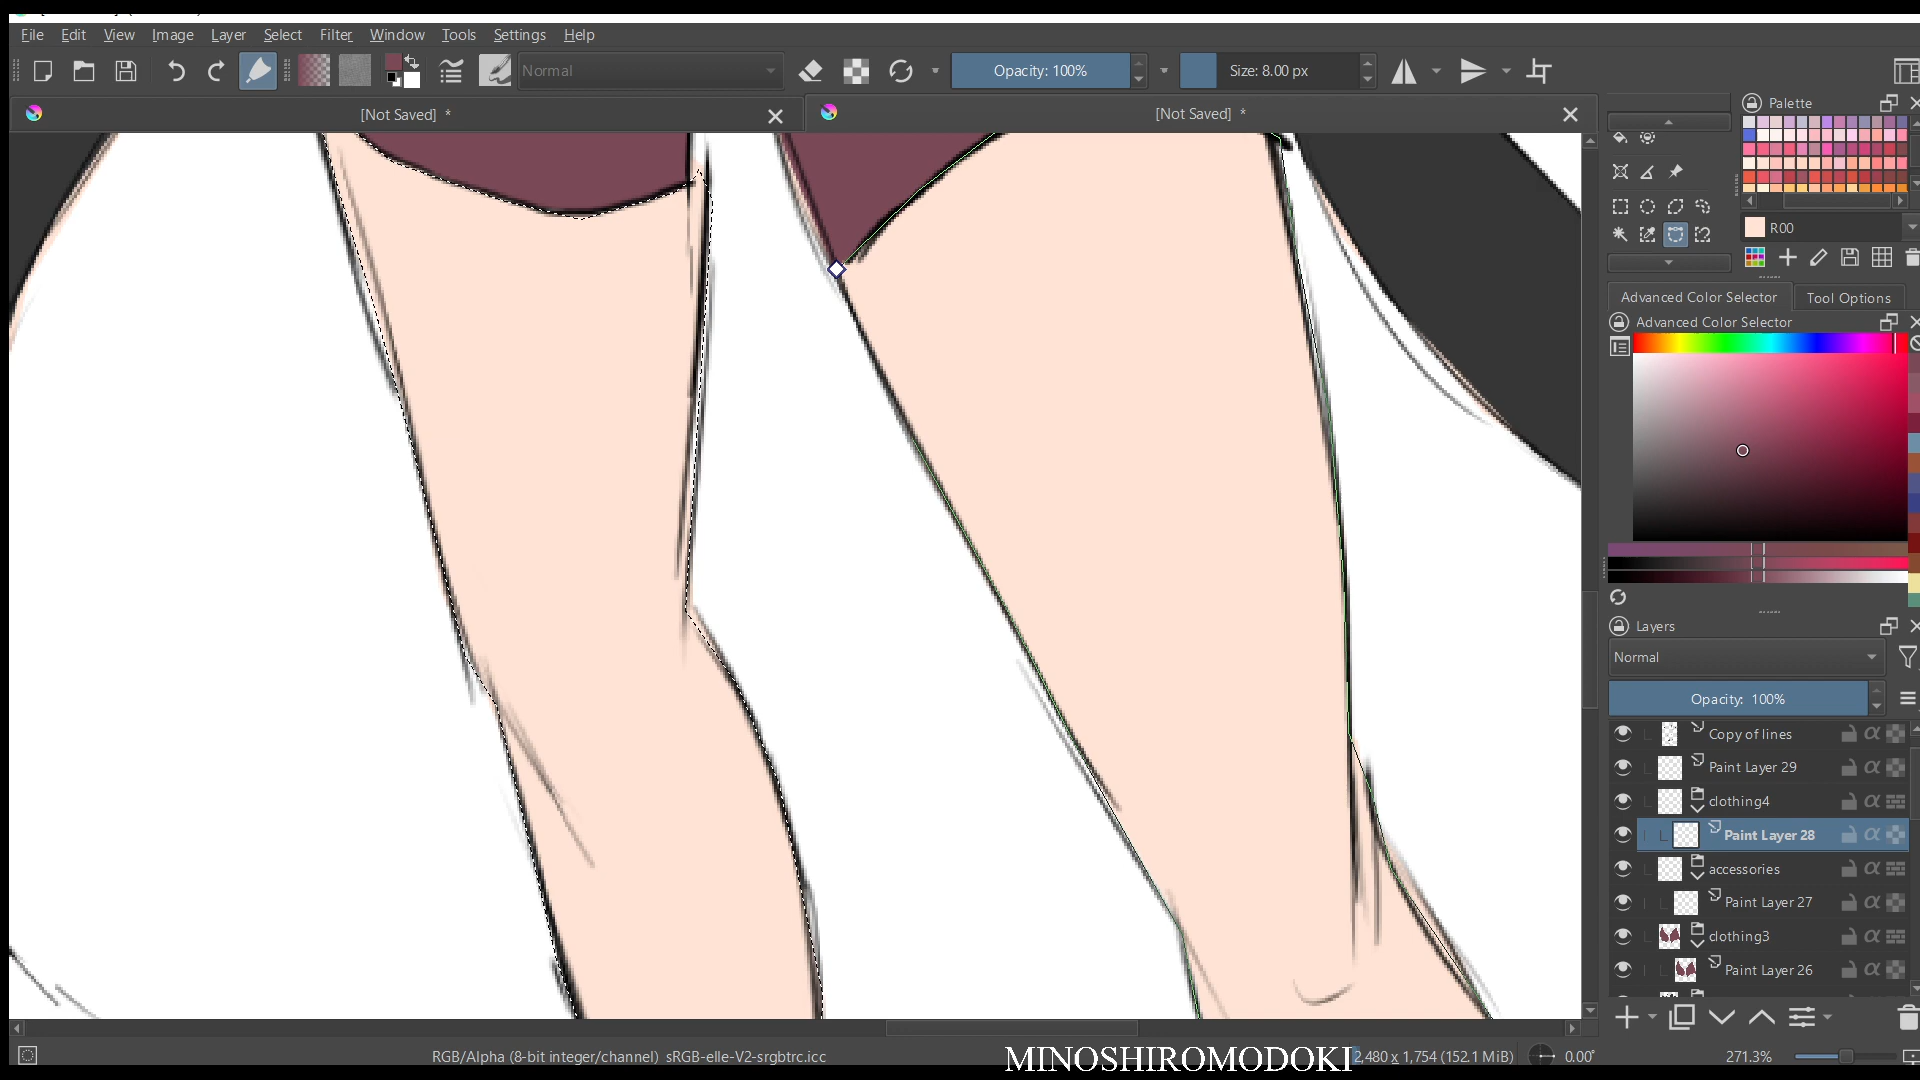 File Edit View Image Layer Select Filter Window Tools Settings Help
Normal Opacity: 100% Size: 8.00 px
[Not Saved] * [Not Saved] *
Palette
R00
Advanced Color Selector Tool Options
Advanced Color Selector
Layers
Normal
Opacity: 100%
Copy of lines
Paint Layer 29
clothing4
Paint Layer 28
accessories
Paint Layer 27
clothing3
Paint Layer 26
RGB/Alpha (8-bit integer/channel) sRGB-elle-V2-srgbtrc.icc MINOSHIROMODOKI 2,480 x 1,754 (152.1 MiB) 0.00° 271.3%